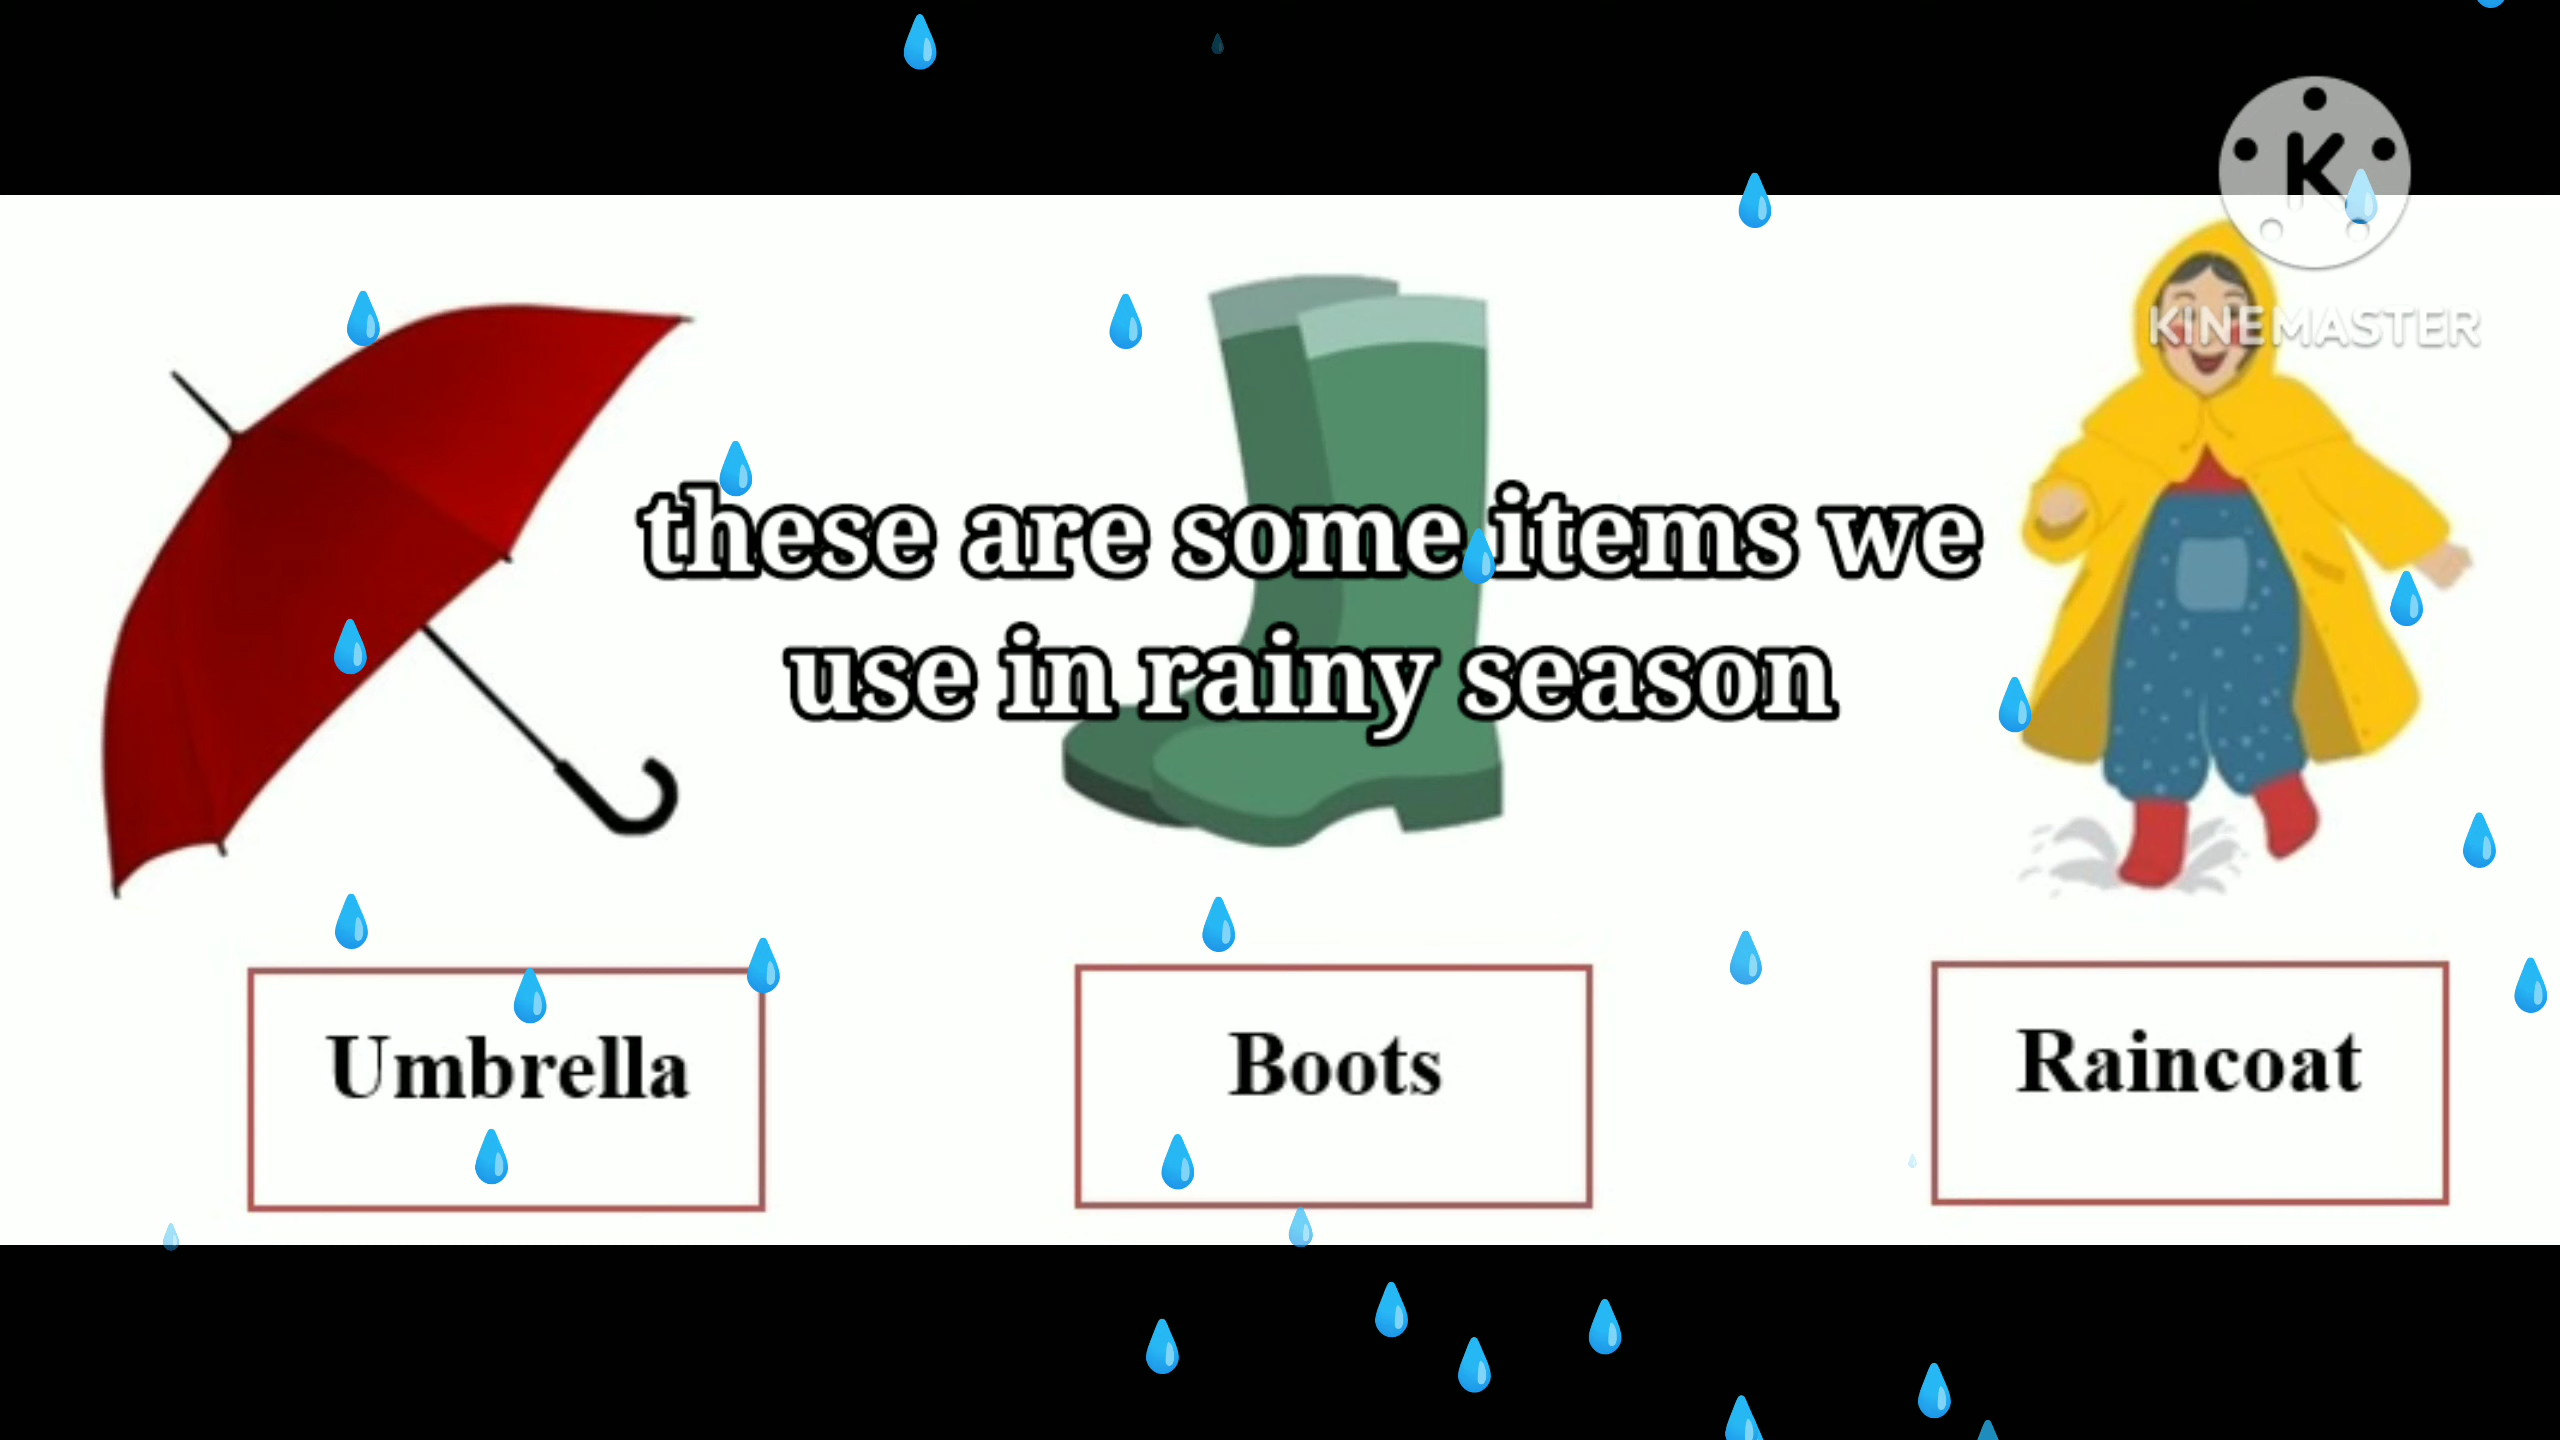 K
KINEMASTER
these are some items we
use in rainy season
Umbrella
Boots
Raincoat